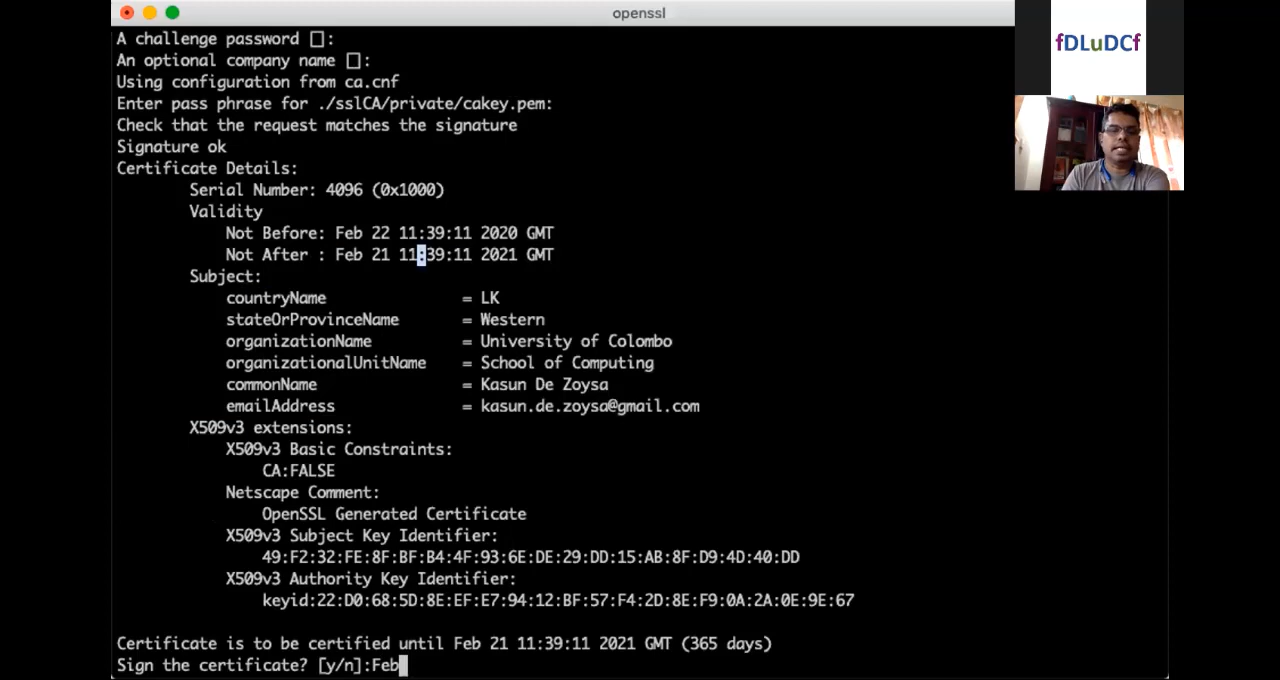 openssl
fDLuDCf
A challenge password []:
An optional company name []:
Using configuration from ca.cnf
Enter pass phrase for ./sslCA/private/cakey.pem:
Check that the request matches the signature
Signature ok
Certificate Details:
Serial Number: 4096 (0x1000)
Validity
Not Before: Feb 22 11:39:11 2020 GMT
Not After : Feb 21 11:39:11 2021 GMT
Subject:
countryName = LK
stateOrProvinceName = Western
organizationName = University of Colombo
organizationalUnitName = School of Computing
commonName = Kasun De Zoysa
emailAddress = kasun.de.zoysa@gmail.com
X509v3 extensions:
X509v3 Basic Constraints:
CA:FALSE
Netscape Comment:
OpenSSL Generated Certificate
X509v3 Subject Key Identifier:
49:F2:32:FE:8F:BF:B4:4F:93:6E:DE:29:DD:15:AB:8F:D9:4D:40:DD
X509v3 Authority Key Identifier:
keyid:22:D0:68:5D:8E:EF:E7:94:12:BF:57:F4:2D:8E:F9:0A:2A:0E:9E:67
Certificate is to be certified until Feb 21 11:39:11 2021 GMT (365 days)
Sign the certificate? [y/n]:Feb